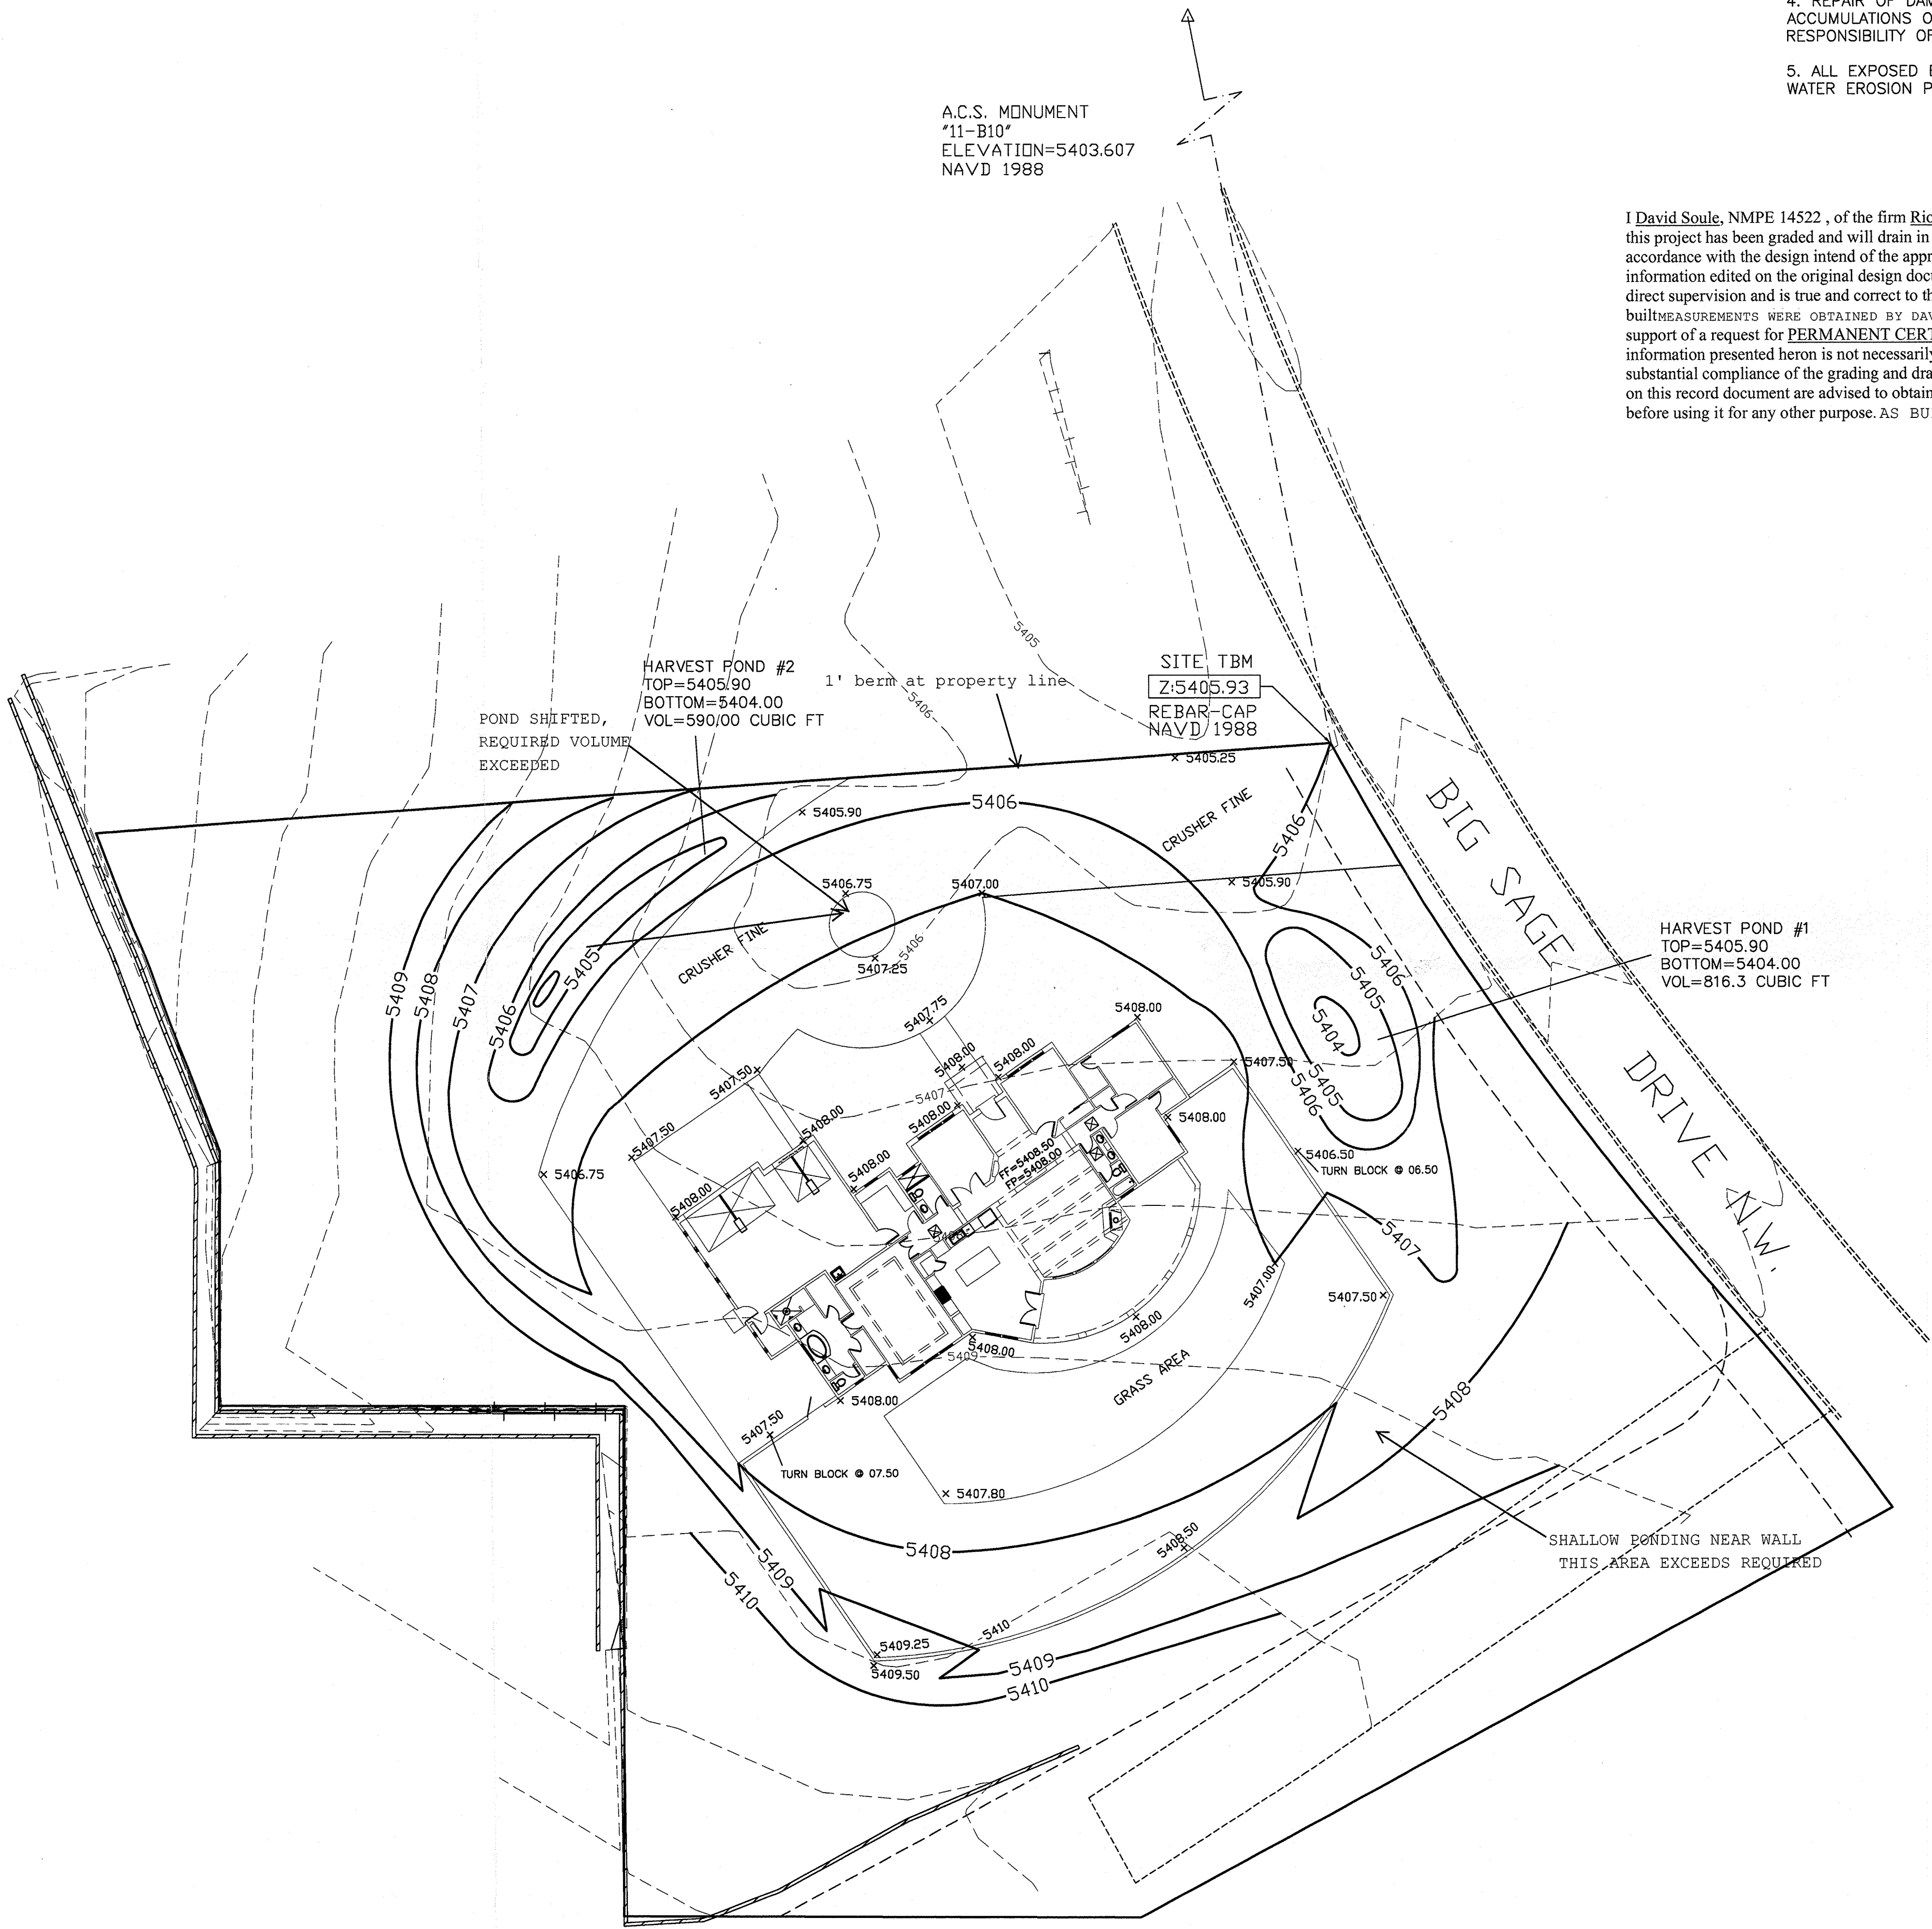 4. REPAIR OF
ACCUMULATIONS
RESPONSIBILITY
5. ALL EXPOSED
WATER EROSION
A.C.S. MONUMENT
"11-B10"
ELEVATION=5403.607
NAVD 1988
I David Soule, NMPE 14522 , of the firm
this project has been graded and will drain in
accordance with the design intend of the
information edited on the original design
direct supervision and is true and correct to
builtMEASUREMENTS WERE OBTAINED BY
support of a request for PERMANENT
information presented heron is not necessarily
substantial compliance of the grading and
on this record document are advised to obtain
before using it for any other purpose. AS
5405
HARVEST POND #2
TOP=5405.90
BOTTOM=5404.00
VOL=590/00 CUBIC FT
1' berm at property line
SITE TBM
Z:5405.93
REBAR-CAP
NAVD 1988
5406
POND SHIFTED,
REQUIRED VOLUME
EXCEEDED
5405.25
5406
5405.90
CRUSHER FINE
5406
BIG SAGE DRIVE N.W.
5406.75
5407.00
5405.90
HARVEST POND #1
TOP=5405.90
BOTTOM=5404.00
VOL=816.3 CUBIC FT
CRUSHER FINE
5406
5407.25
5409
5408
5407
5406
5405
5406
5405
5404
5405
5406
5407.75
5408.00
5407.50
5408.00
5408.00
5407.50
5407
5408.00
5408.00
5408.00
5407.50
5406.75
5408.00
5408.00
FF=5408.50
FP=5408.00
5406.50
TURN BLOCK @ 06.50
5407
5407.00
5407.50
5408.00
5408.00
5409
GRASS AREA
5408.00
5408
5407.50
TURN BLOCK @ 07.50
5407.80
5408.50
5408
SHALLOW PONDING NEAR WALL
THIS AREA EXCEEDS REQUIRED
5409
5410
5410
5409.25
5409.50
5409
5410